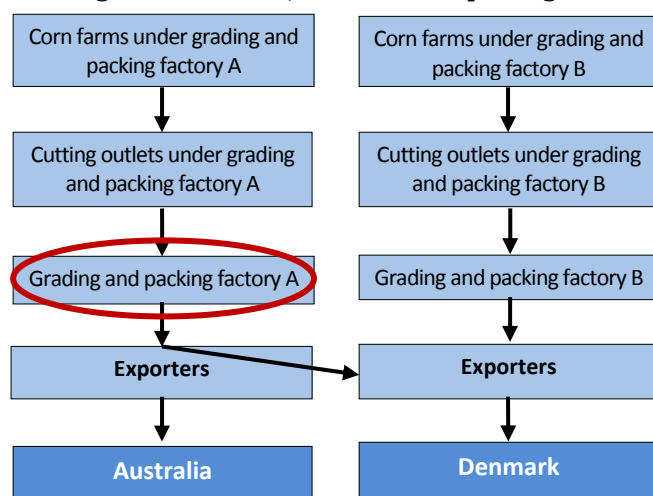 Corn farms under grading and
packing factory A
Corn farms under grading and
packing factory B
Cutting outlets under grading
and packing factory A
Cutting outlets under grading
and packing factory B
Grading and packing factory A
Grading and packing factory B
Exporters
Exporters
Australia
Denmark